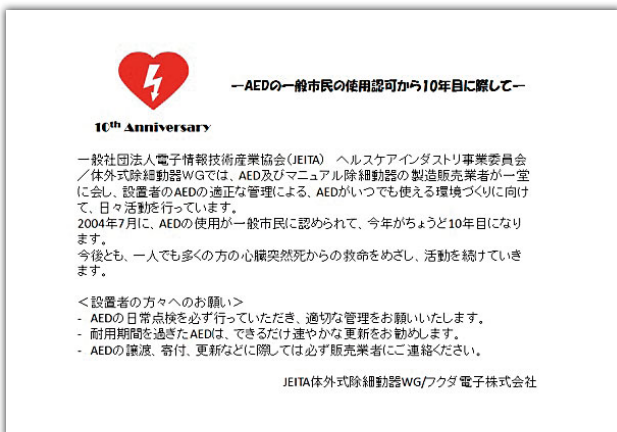 ―AEDの一般市民の使用認可から10年目に際して―
10th Anniversary
一般社団法人電子情報技術産業協会(JEITA) ヘルスケアインダストリ事業委員会
／体外式除細動器WGでは、AED及びマニュアル除細動器の製造販売業者が一堂
に会し、設置者のAEDの適正な管理による、AEDがいつでも使える環境づくりに向け
て、日々活動を行っています。
2004年7月に、AEDの使用が一般市民に認められて、今年がちょうど10年目になり
ます。
今後とも、一人でも多くの方の心臓突然死からの救命をめざし、活動を続けていき
ます。
＜設置者の方々へのお願い＞
- AEDの日常点検を必ず行っていただき、適切な管理をお願いいたします。
- 耐用期間を過ぎたAEDは、できるだけ速やかな更新をお勧めします。
- AEDの譲渡、寄付、更新などに際しては必ず販売業者にご連絡ください。
JEITA体外式除細動器WG/フクダ電子株式会社